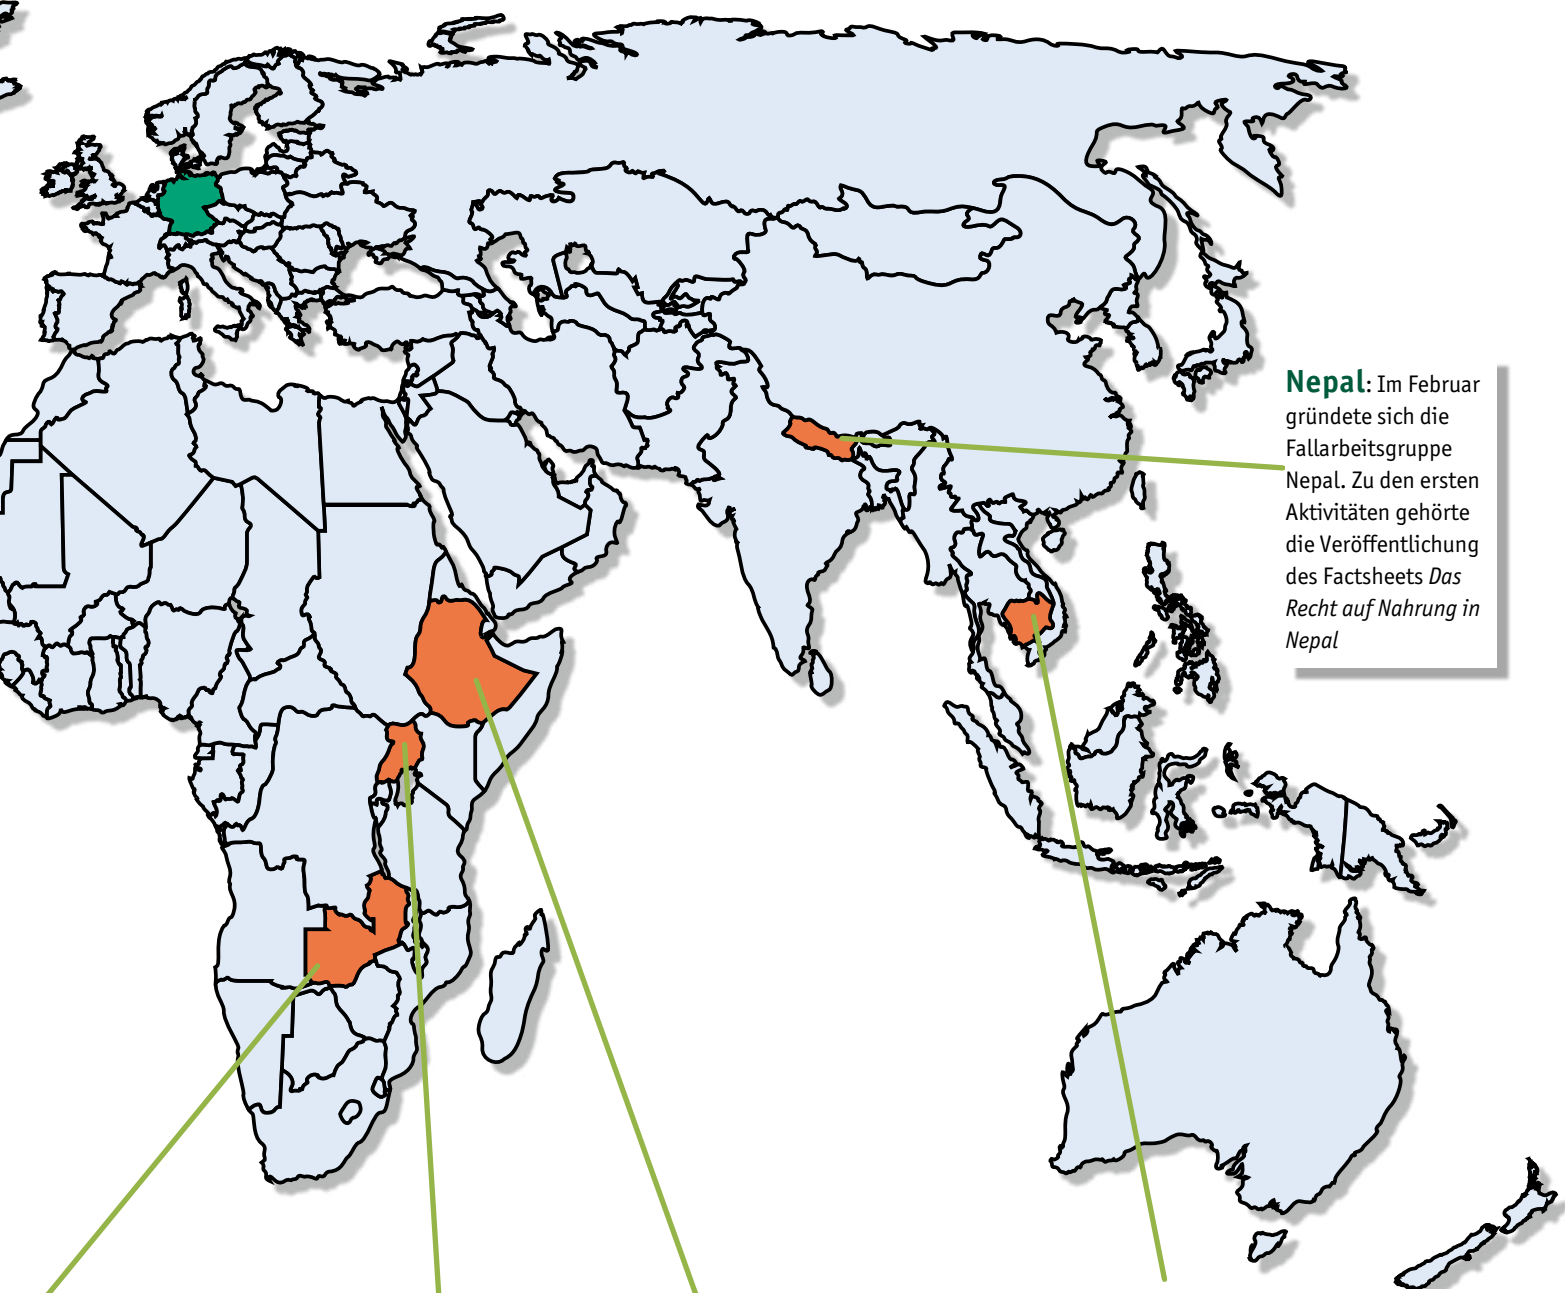 Nepal: Im Februar
gründete sich die
Fallarbeitsgruppe
Nepal. Zu den ersten
Aktivitäten gehörte
die Veröffentlichung
des Factsheets Das
Recht auf Nahrung in
Nepal